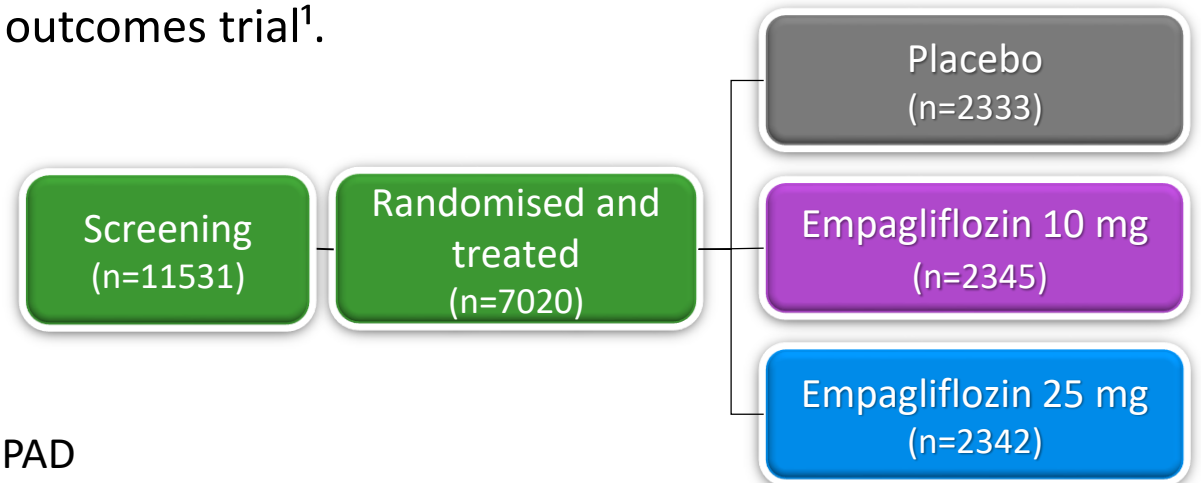 outcomes trial¹.
Placebo
(n=2333)
Screening
(n=11531)
Randomised and
treated
(n=7020)
Empagliflozin 10 mg
(n=2345)
Empagliflozin 25 mg
(n=2342)
PAD